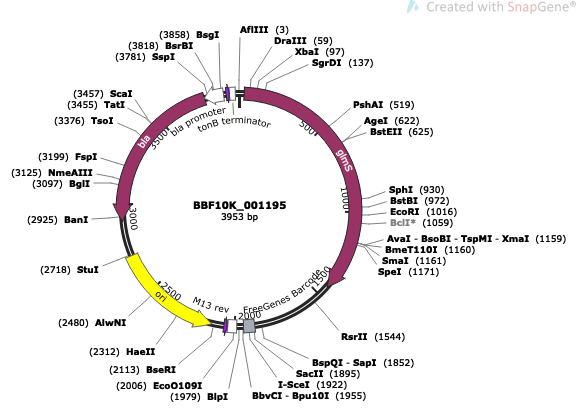 Created with SnapGene®
(3858) BsgI
(3818) BsrBI
(3781) SspI
AflIII (3)
DraIII (59)
XbaI (97)
SgrDI (137)
(3457) ScaI
(3455) TatI
(3376) TsoI
PshAI (519)
AgeI (622)
BstEII (625)
bla promoter
tonB terminator
3500
500
bla
glmS
(3199) FspI
(3125) NmeAIII
(3097) BglI
(2925) BanI
(2718) StuI
BBF10K_001195
3953 bp
3000
1000
SphI (930)
BstBI (972)
EcoRI (1016)
BclI* (1059)
AvaI - BsoBI - TspMI - XmaI (1159)
BmeT110I (1160)
SmaI (1161)
SpeI (1171)
2500
ori
M13 rev
2000
FreeGenes Barcode
1500
(2480) AlwNI
(2312) HaeII
(2113) BseRI
(2006) EcoO109I
(1979) BlpI
RsrII (1544)
BspQI - SapI (1852)
SacII (1895)
I-SceI (1922)
BbvCI - Bpu10I (1955)